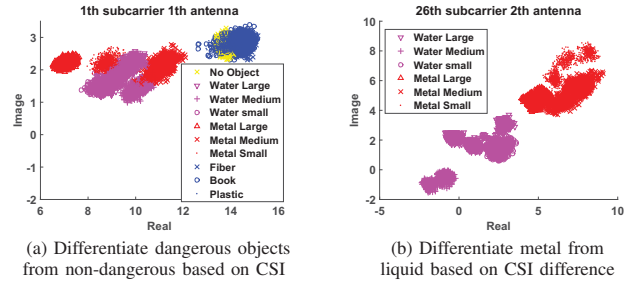 1th subcarrier 1th antenna
Image
3
2
1
0
-1
-2
6
8
10
12
14
16
Real
No Object
Water Large
Water Medium
Water small
Metal Large
Metal Medium
Metal Small
Fiber
Book
Plastic
(a) Differentiate dangerous objects
from non-dangerous based on CSI
26th subcarrier 2th antenna
Image
10
8
6
4
2
0
-2
-5
0
5
10
Real
Water Large
Water Medium
Water small
Metal Large
Metal Medium
Metal Small
(b) Differentiate metal from
liquid based on CSI difference